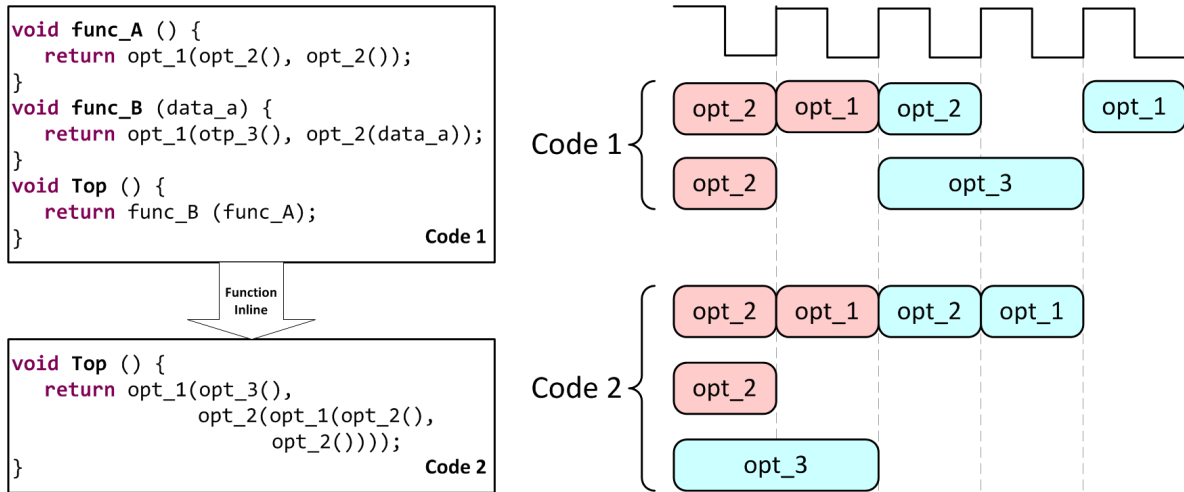 void func_A () {
return opt_1(opt_2(), opt_2());
}
void func_B (data_a) {
return opt_1(otp_3(), opt_2(data_a));
}
void Top () {
return func_B (func_A);
}
Code 1
Function
Inline
void Top () {
return opt_1(opt_3(),
opt_2(opt_1(opt_2(),
opt_2())));
}
Code 2
Code 1
opt_2 opt_1 opt_2 opt_1
opt_2 opt_3
Code 2
opt_2 opt_1 opt_2 opt_1
opt_2
opt_3